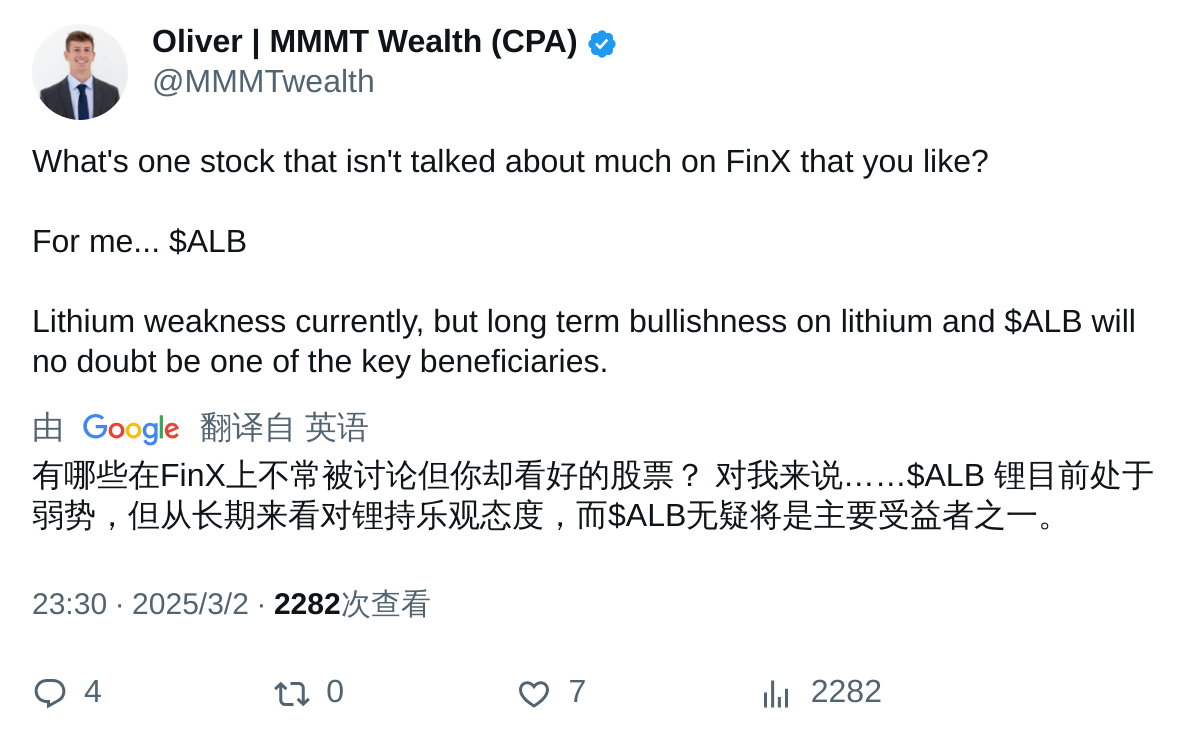 Oliver | MMMT Wealth (CPA)
@MMMTwealth
What's one stock that isn't talked about much on FinX that you like?
For me... $ALB
Lithium weakness currently, but long term bullishness on lithium and $ALB will
no doubt be one of the key beneficiaries.
由 Google 翻译自 英语
有哪些在FinX上不常被讨论但你却看好的股票？ 对我来说……$ALB 锂目前处于
弱势，但从长期来看对锂持乐观态度，而$ALB无疑将是主要受益者之一。
23:30 · 2025/3/2 · 2282次查看
4 0 7 2282